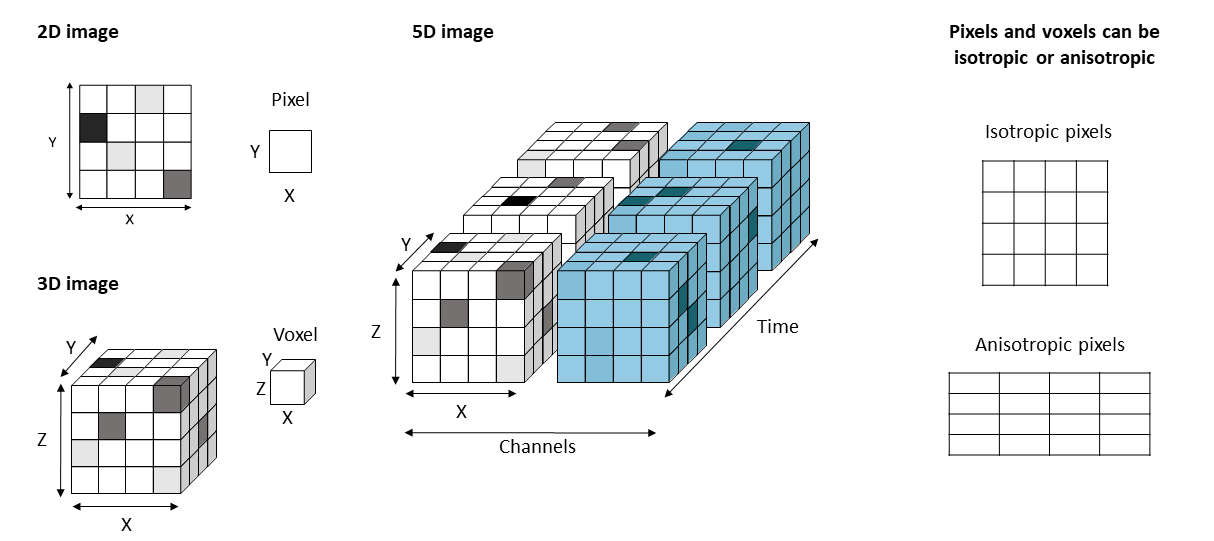 2D image
Y
X
Pixel
Y
X
3D image
Y
Z
X
Voxel
Y
Z
X
5D image
Y
Z
X
Channels
Time
Pixels and voxels can be
isotropic or anisotropic
Isotropic pixels
Anisotropic pixels